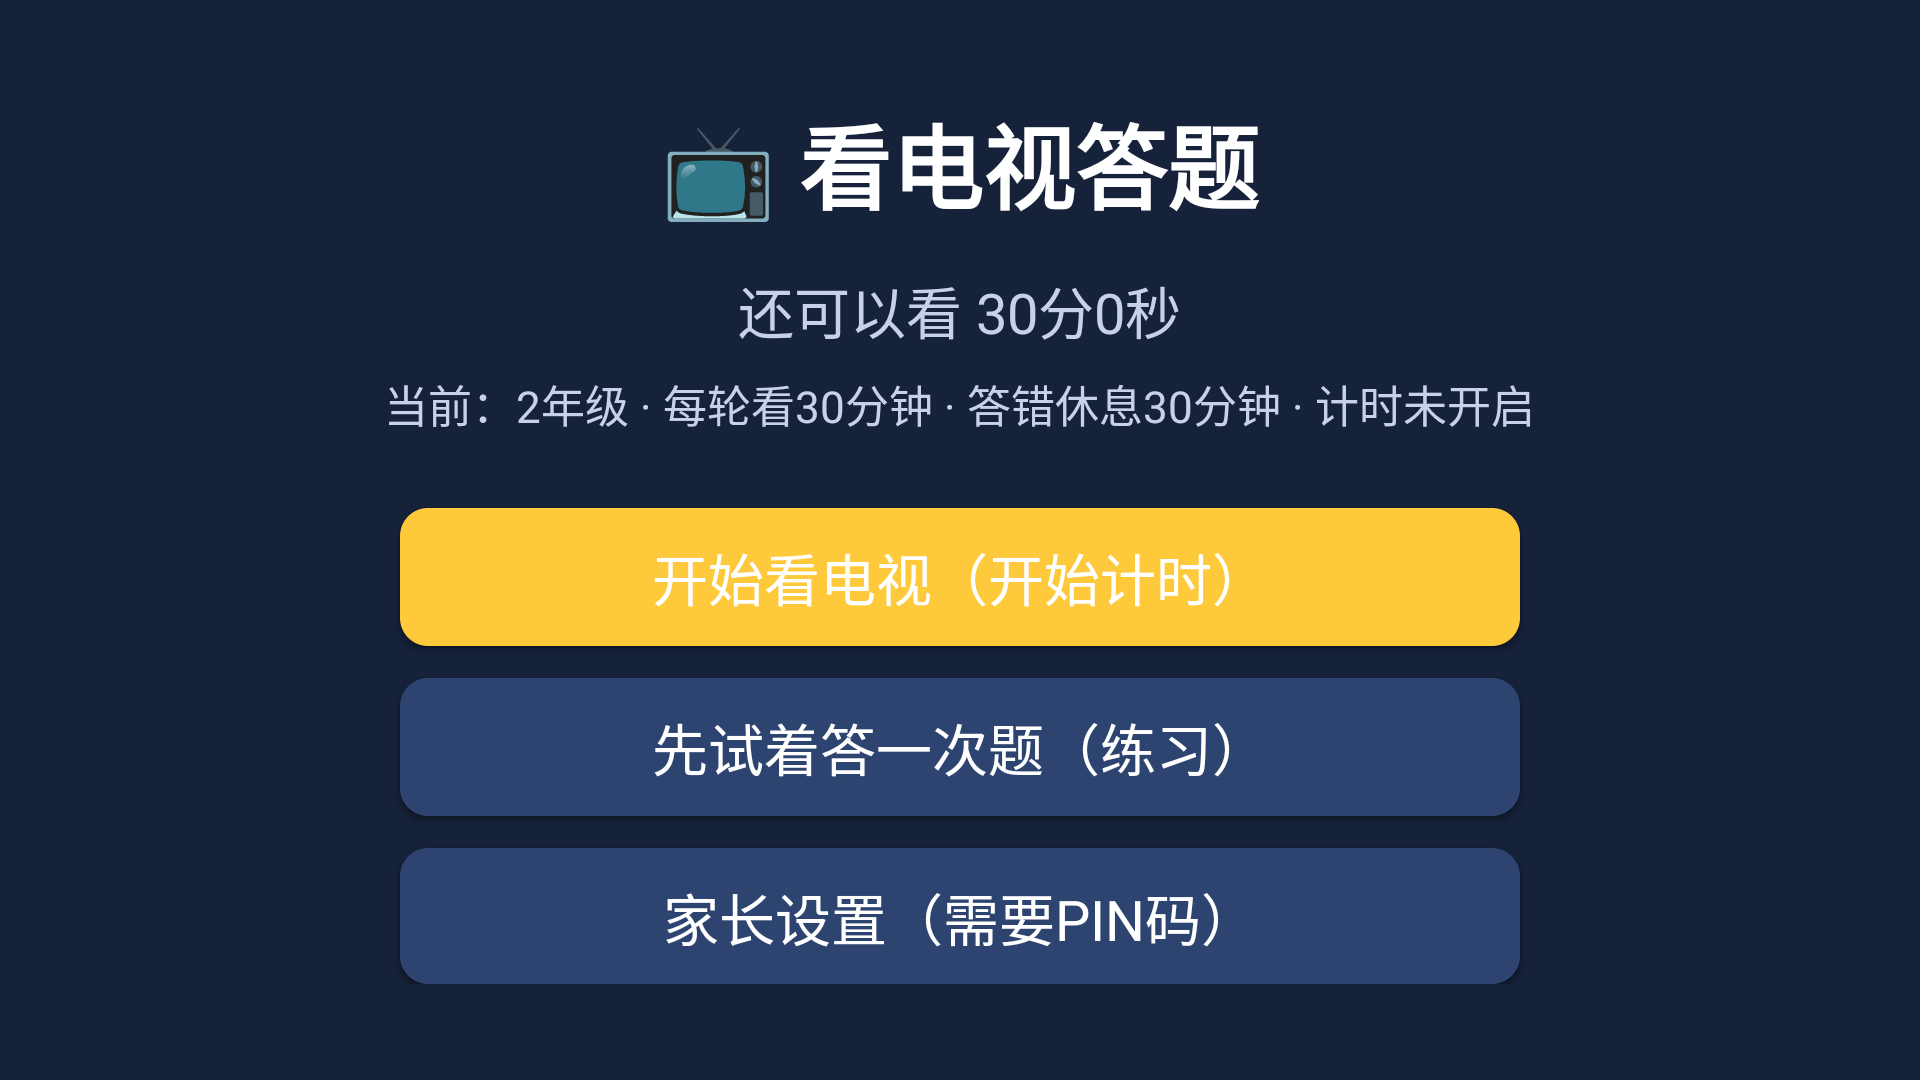 看电视答题
还可以看 30分0秒
当前：2年级 · 每轮看30分钟 · 答错休息30分钟 · 计时未开启
开始看电视（开始计时）
先试着答一次题（练习）
家长设置（需要PIN码）